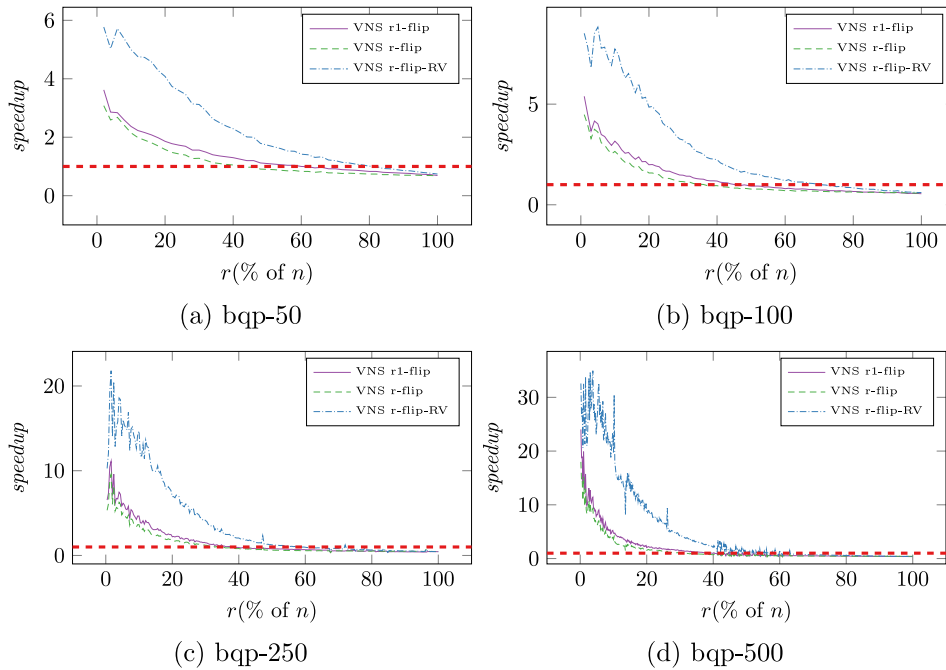 6
4
2
0
speedup
VNS r1-flip
VNS r-flip
VNS r-flip-RV
0 20 40 60 80 100
r(% of n)
(a) bqp-50
5
0
speedup
VNS r1-flip
VNS r-flip
VNS r-flip-RV
0 20 40 60 80 100
r(% of n)
(b) bqp-100
20
10
0
speedup
VNS r1-flip
VNS r-flip
VNS r-flip-RV
0 20 40 60 80 100
r(% of n)
(c) bqp-250
30
20
10
0
speedup
VNS r1-flip
VNS r-flip
VNS r-flip-RV
0 20 40 60 80 100
r(% of n)
(d) bqp-500